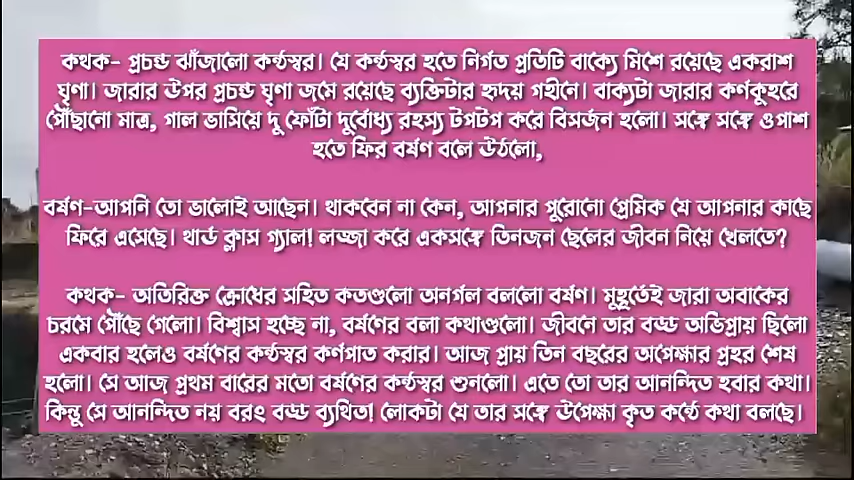 কথক- প্রচন্ড ঝাঁজালো কন্ঠস্বর। যে কন্ঠস্বর হতে নির্গত প্রতিটি বাক্যে মিশে রয়েছে একরাশ
ঘৃণা। জারার উপর প্রচন্ড ঘৃণা জমে রয়েছে ব্যক্তিটার হৃদয় গহীনে। বাক্যটা জারার কর্ণকুহরে
পৌঁছানো মাত্র, গাল ভাসিয়ে দু ফোঁটা দুর্বোধ্য রহস্য টপটপ করে বিসর্জন হলো। সঙ্গে সঙ্গে ওপাশ
হতে ফির বর্ষণ বলে উঠলো,
বর্ষণ-আপনি তো ভালোই আছেন। থাকবেন না কেন, আপনার পুরোনো প্রেমিক যে আপনার কাছে
ফিরে এসেছে। থার্ড ক্লাস গ্যাল! লজ্জা করে একসঙ্গে তিনজন ছেলের জীবন নিয়ে খেলতে?
কথক- অতিরিক্ত ক্রোধের সহিত কতগুলো অনর্গল বললো বর্ষণ। মুহূর্তেই জারা অবাকের
চরমে পৌঁছে গেলো। বিশ্বাস হচ্ছে না, বর্ষণের বলা কথাগুলো। জীবনে তার বড্ড অভিপ্রায় ছিলো
একবার হলেও বর্ষণের কন্ঠস্বর কর্ণপাত করার। আজ প্রায় তিন বছরের অপেক্ষার প্রহর শেষ
হলো। সে আজ প্রথম বারের মতো বর্ষণের কন্ঠস্বর শুনলো। এতে তো তার আনন্দিত হবার কথা।
কিন্তু সে আনন্দিত নয় বরং বড্ড ব্যথিত! লোকটা যে তার সঙ্গে উপেক্ষা কৃত কন্ঠে কথা বলছে।